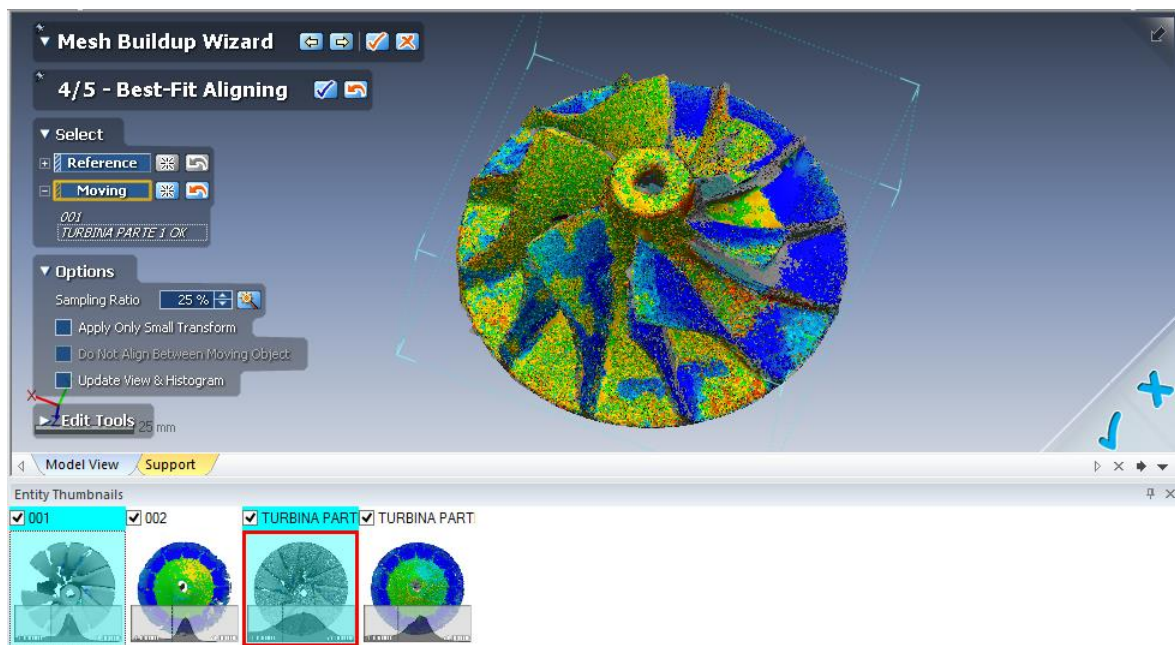 Mesh Buildup Wizard
4/5 - Best-Fit Aligning
Select
Reference
Moving
001
TURBINA PARTE 1 OK
Options
Sampling Ratio 25 %
Apply Only Small Transform
Do Not Align Between Moving Object
Update View & Histogram
X
Z
Edit Tools
25 mm
Model View Support
Entity Thumbnails
001 002 TURBINA PART TURBINA PART